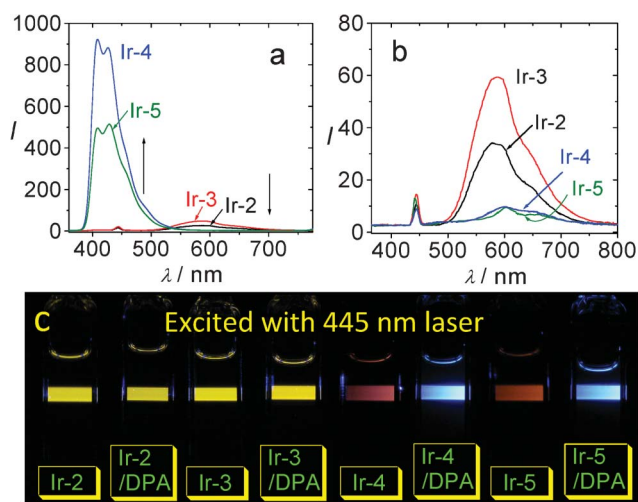 a
1000
800
600
400
200
0
I
Ir-4
Ir-5
Ir-3
Ir-2
400 500 600 700
λ / nm
b
80
60
40
20
0
I
Ir-3
Ir-2
Ir-4
Ir-5
400 500 600 700 800
λ / nm
c Excited with 445 nm laser
Ir-2
Ir-2
/DPA
Ir-3
Ir-3
/DPA
Ir-4
Ir-4
/DPA
Ir-5
Ir-5
/DPA